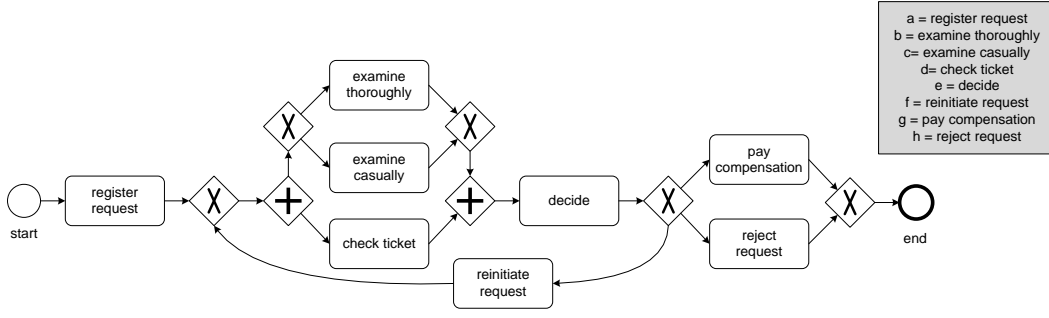 a = register request
b = examine thoroughly
c= examine casually
d= check ticket
e = decide
f = reinitiate request
g = pay compensation
h = reject request
examine
thoroughly
examine
casually
pay
compensation
start
register
request
decide
end
check ticket
reject
request
reinitiate
request